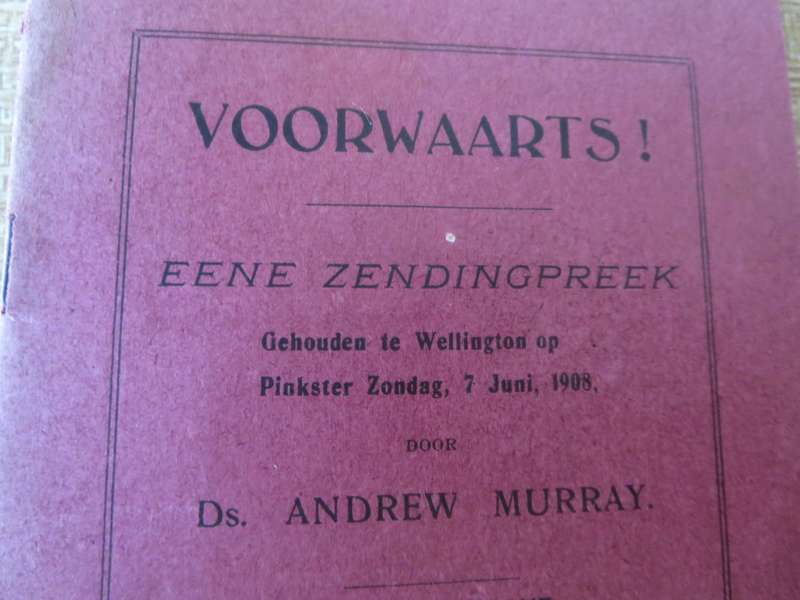 VOORWAARTS!
EENE ZENDINGPREEK
Gehouden te Wellington op
Pinkster Zondag, 7 Juni, 1908.
DOOR
Ds. ANDREW MURRAY.